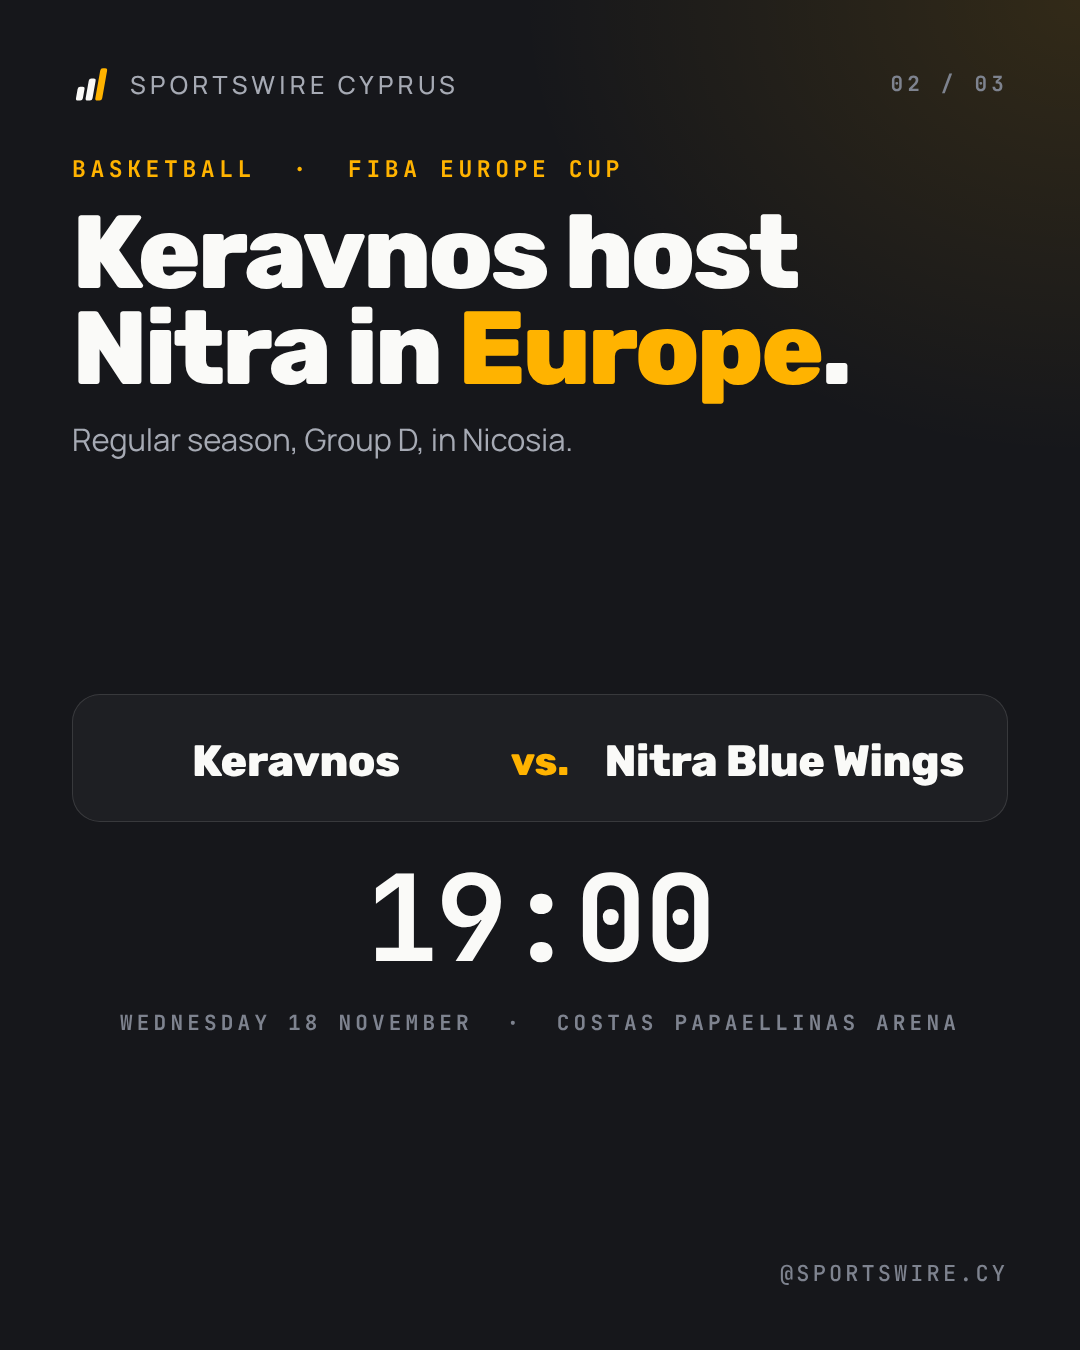 SPORTSWIRE CYPRUS
02 / 03
BASKETBALL · FIBA EUROPE CUP
Keravnos host
Nitra in Europe.
Regular season, Group D, in Nicosia.
Keravnos vs. Nitra Blue Wings
19:00
WEDNESDAY 18 NOVEMBER · COSTAS PAPAELLINAS ARENA
@SPORTSWIRE.CY